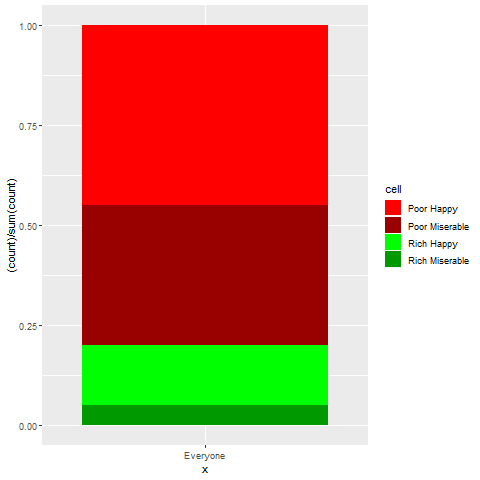 1.00
0.75
0.50
0.25
0.00
(count)/sum(count)
Everyone
x
cell
Poor Happy
Poor Miserable
Rich Happy
Rich Miserable